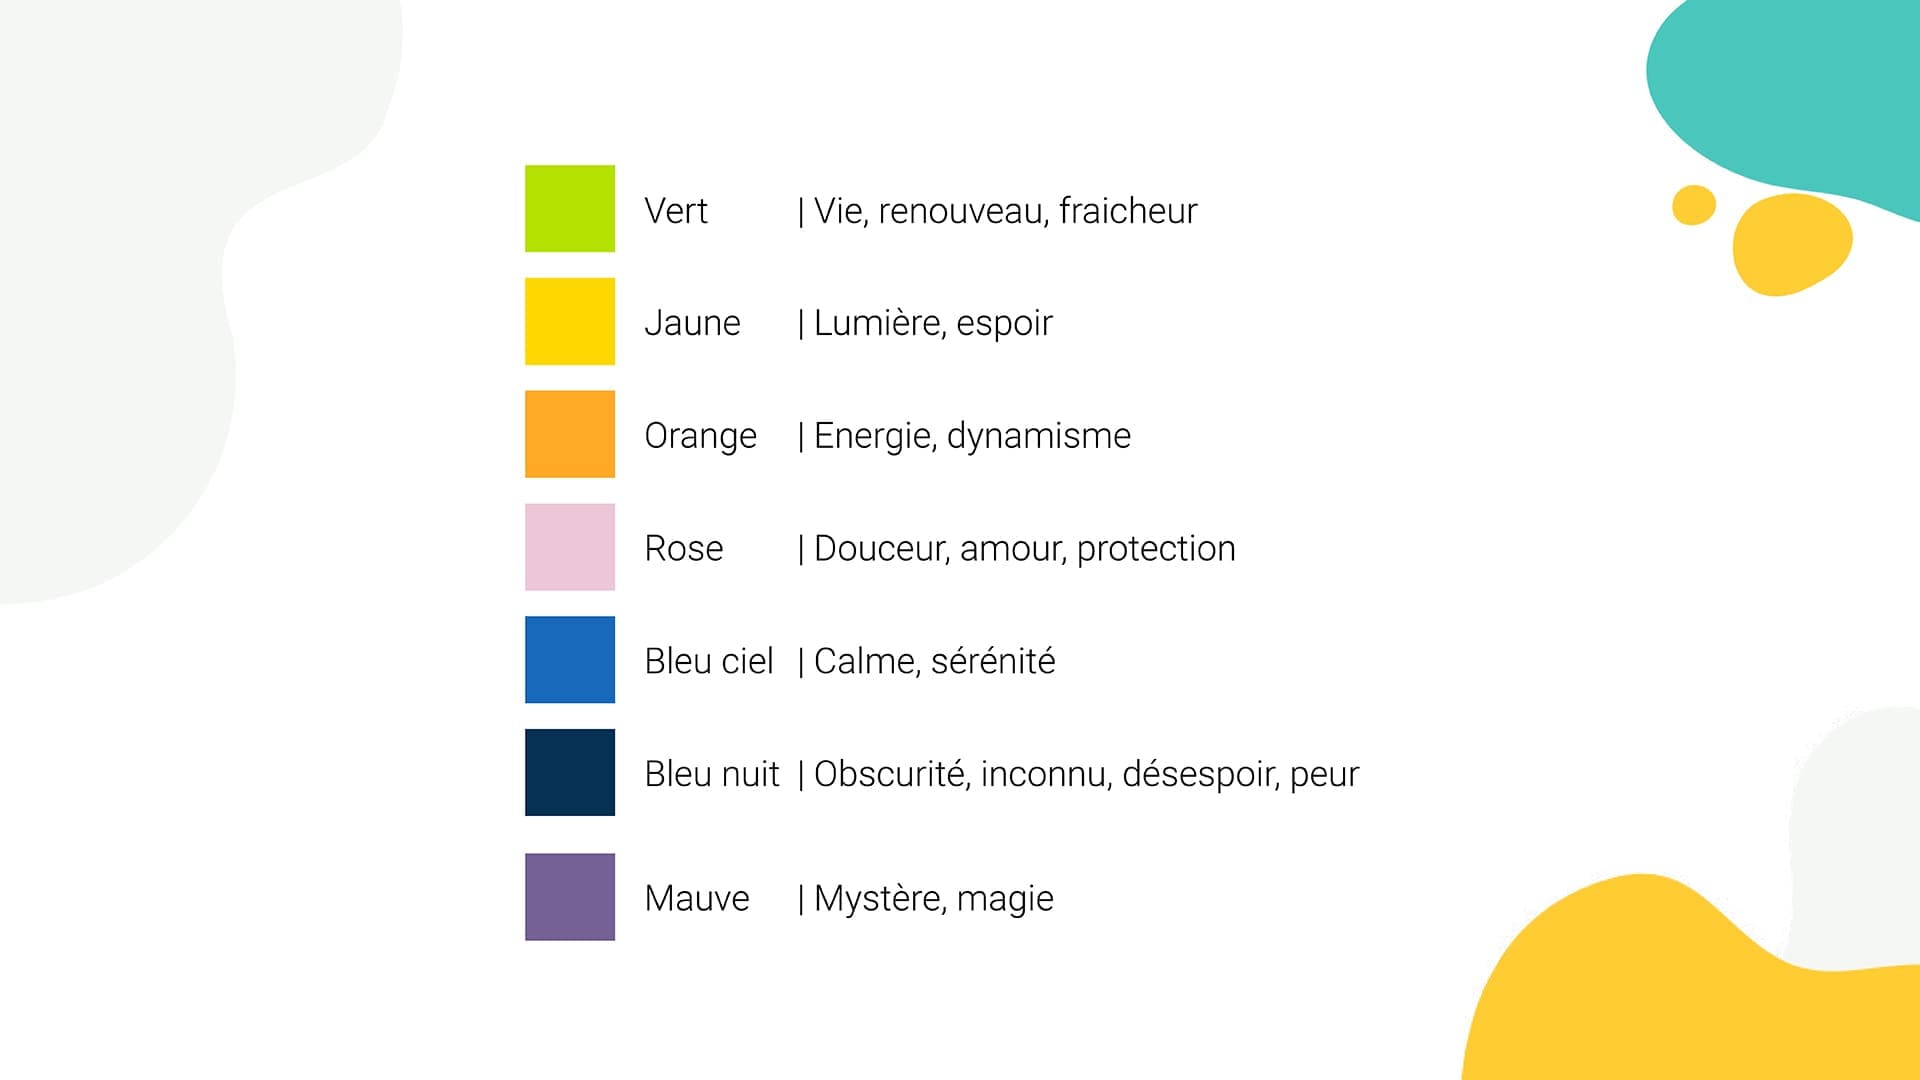 Vert | Vie, renouveau, fraicheur
Jaune | Lumière, espoir
Orange | Energie, dynamisme
Rose | Douceur, amour, protection
Bleu ciel | Calme, sérénité
Bleu nuit | Obscurité, inconnu, désespoir, peur
Mauve | Mystère, magie